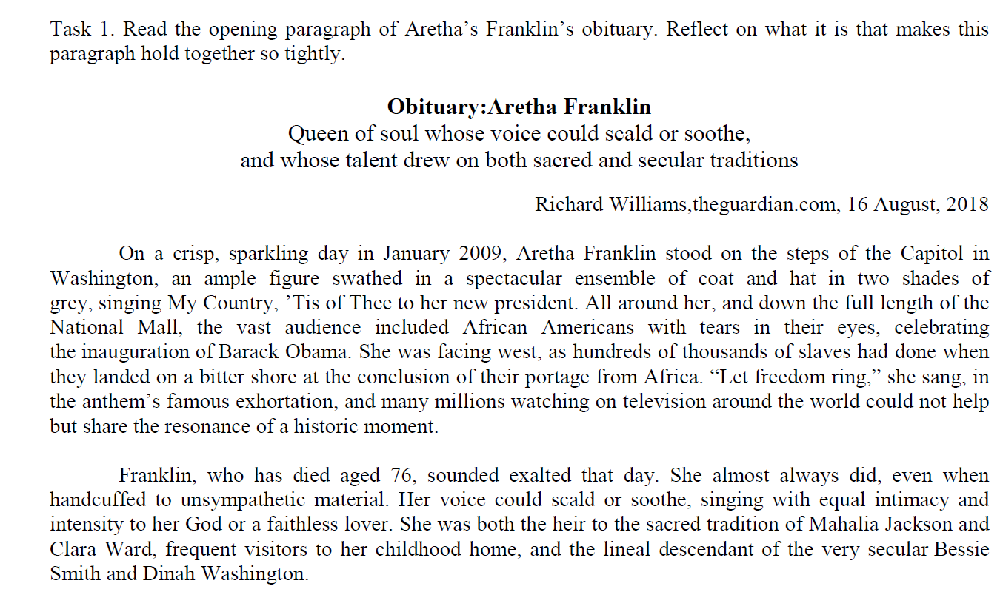 Task 1. Read the opening paragraph of Aretha’s Franklin’s obituary. Reflect on what it is that makes this
paragraph hold together so tightly.
Obituary:Aretha Franklin
Queen of soul whose voice could scald or soothe,
and whose talent drew on both sacred and secular traditions
Richard Williams,theguardian.com, 16 August, 2018
On a crisp, sparkling day in January 2009, Aretha Franklin stood on the steps of the Capitol in
Washington, an ample figure swathed in a spectacular ensemble of coat and hat in two shades of
grey, singing My Country, ’Tis of Thee to her new president. All around her, and down the full length of the
National Mall, the vast audience included African Americans with tears in their eyes, celebrating
the inauguration of Barack Obama. She was facing west, as hundreds of thousands of slaves had done when
they landed on a bitter shore at the conclusion of their portage from Africa. “Let freedom ring,” she sang, in
the anthem’s famous exhortation, and many millions watching on television around the world could not help
but share the resonance of a historic moment.
Franklin, who has died aged 76, sounded exalted that day. She almost always did, even when
handcuffed to unsympathetic material. Her voice could scald or soothe, singing with equal intimacy and
intensity to her God or a faithless lover. She was both the heir to the sacred tradition of Mahalia Jackson and
Clara Ward, frequent visitors to her childhood home, and the lineal descendant of the very secular Bessie
Smith and Dinah Washington.